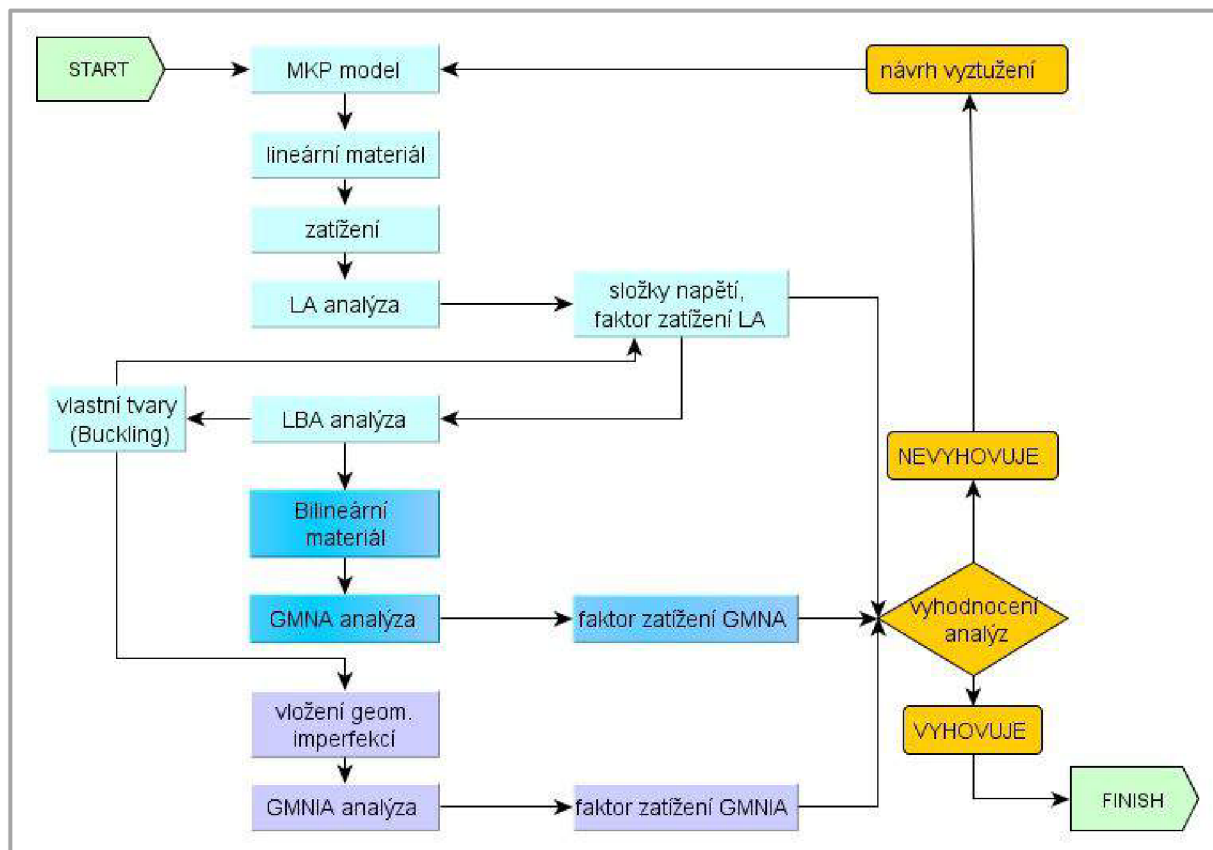 START
MKP model
návrh vyztužení
lineární materiál
zatížení
LA analýza
složky napětí,
faktor zatížení LA
vlastní tvary
(Buckling)
LBA analýza
NEVYHOVUJE
Bilineární
materiál
GMNA analýza
faktor zatížení GMNA
vyhodnocení
analýz
vložení geom.
imperfekcí
VYHOVUJE
GMNIA analýza
faktor zatížení GMNIA
FINISH